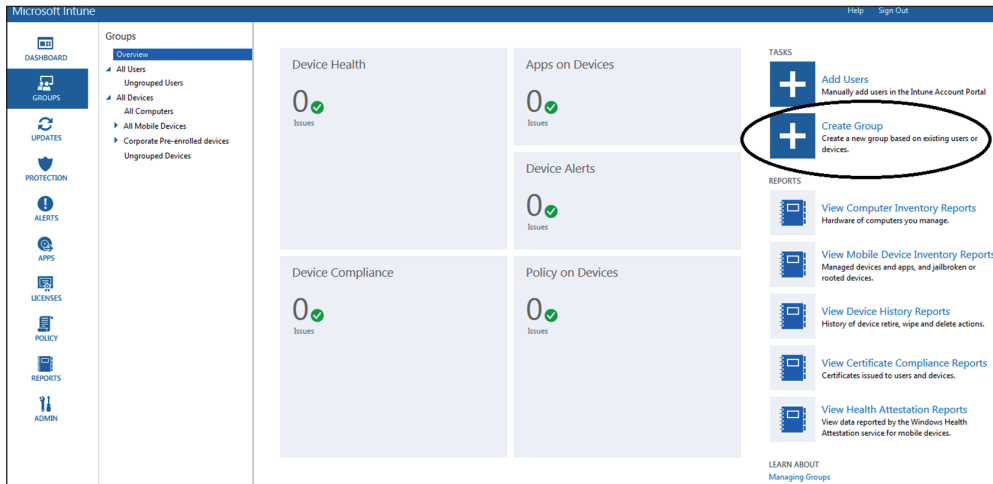 Microsoft Intune
Help Sign Out
DASHBOARD
GROUPS
UPDATES
PROTECTION
ALERTS
APPS
LICENSES
POLICY
REPORTS
ADMIN
Groups
Overview
All Users
Ungrouped Users
All Devices
All Computers
All Mobile Devices
Corporate Pre-enrolled devices
Ungrouped Devices
Device Health
0
Issues
Apps on Devices
0
Issues
Device Alerts
0
Issues
Device Compliance
0
Issues
Policy on Devices
0
Issues
TASKS
Add Users
Manually add users in the Intune Account Portal
Create Group
Create a new group based on existing users or
devices.
REPORTS
View Computer Inventory Reports
Hardware of computers you manage.
View Mobile Device Inventory Reports
Managed devices and apps, and jailbroken or
rooted devices.
View Device History Reports
History of device retire, wipe and delete actions.
View Certificate Compliance Reports
Certificates issued to users and devices.
View Health Attestation Reports
View data reported by the Windows Health
Attestation service for mobile devices.
LEARN ABOUT
Managing Groups